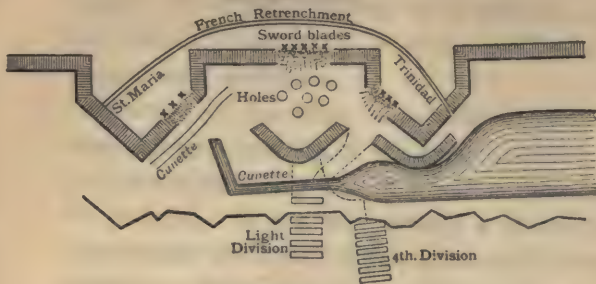 French Retrenchment
Sword blades
St. Maria
Trinidad
Holes
Cunette
Cunette
Light
Division
4th. Division